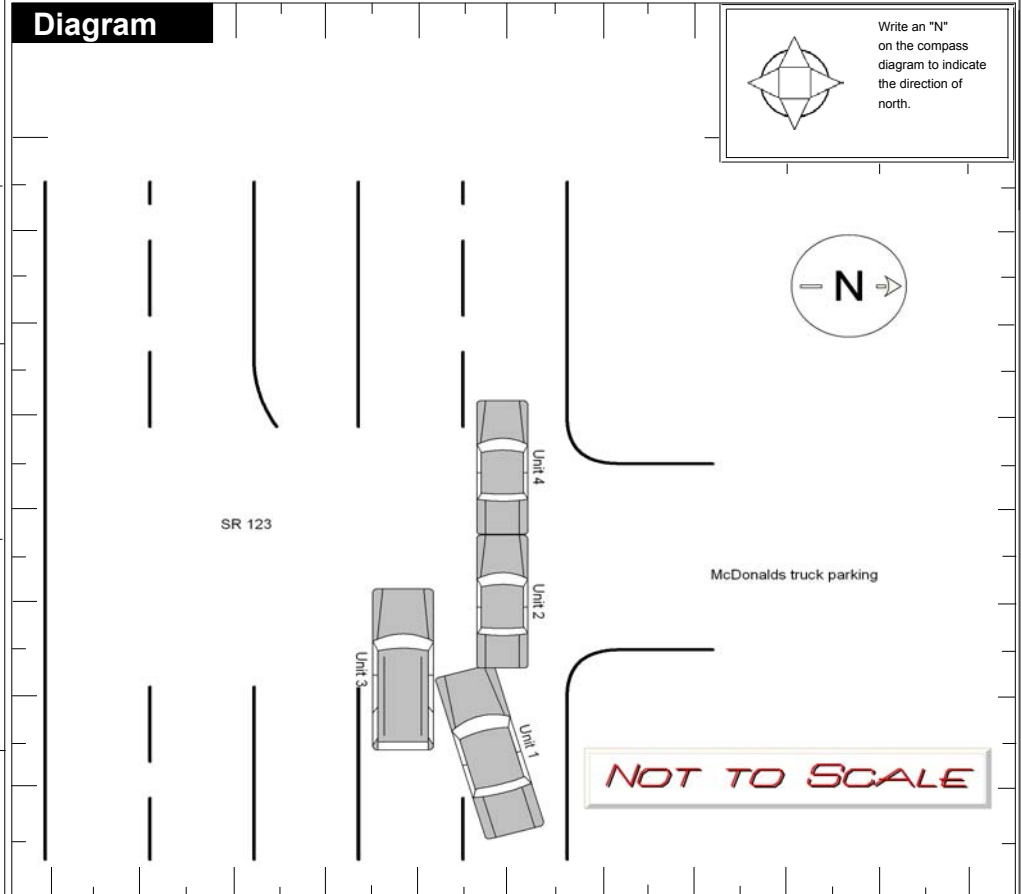 Diagram
Write an "N"
on the compass
diagram to indicate
the direction of
north.
N
Unit 4
SR 123
McDonalds truck parking
Unit 2
Unit 3
Unit 1
NOT TO SCALE